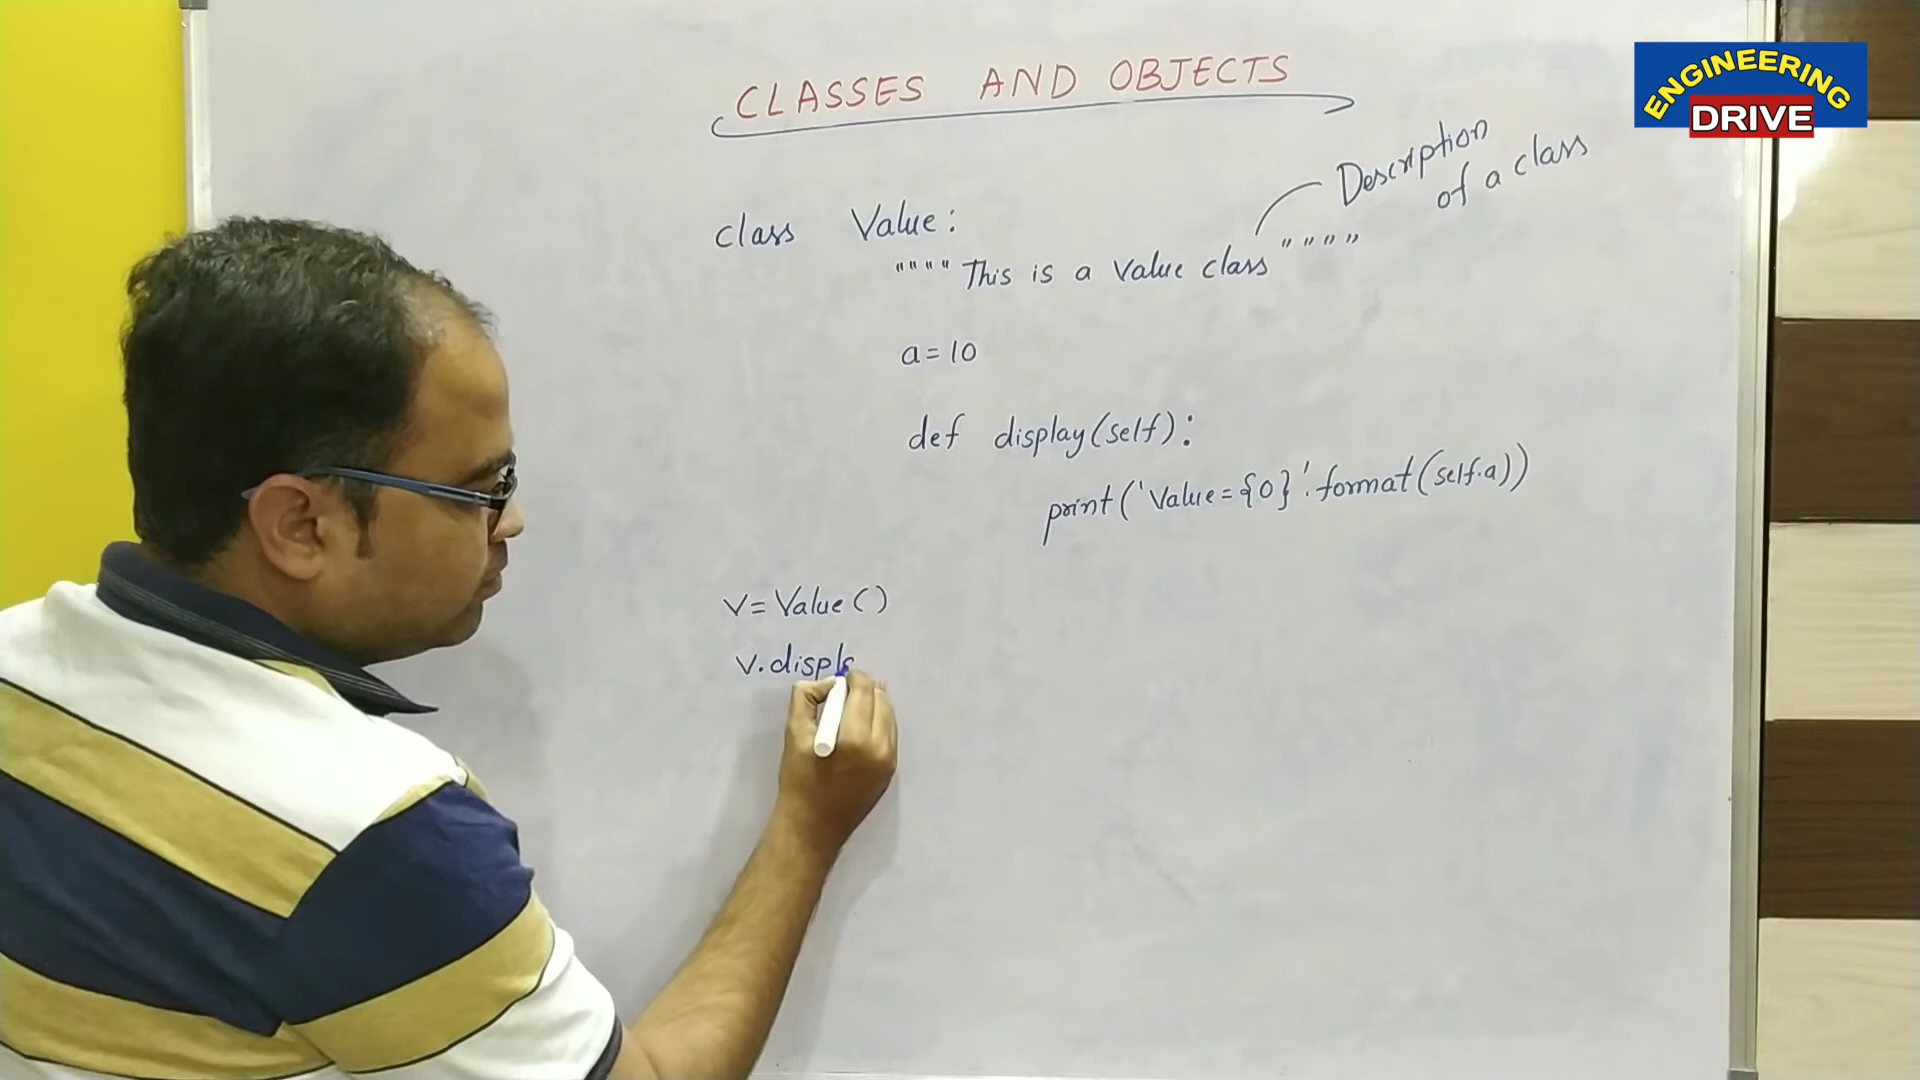 CLASSES AND OBJECTS
ENGINEERING
DRIVE
Description
of a class
class Value:
"""" This is a Value class """"
a=10
def display(self):
print('Value={0}'.format(self.a))
v=Value()
v.displa